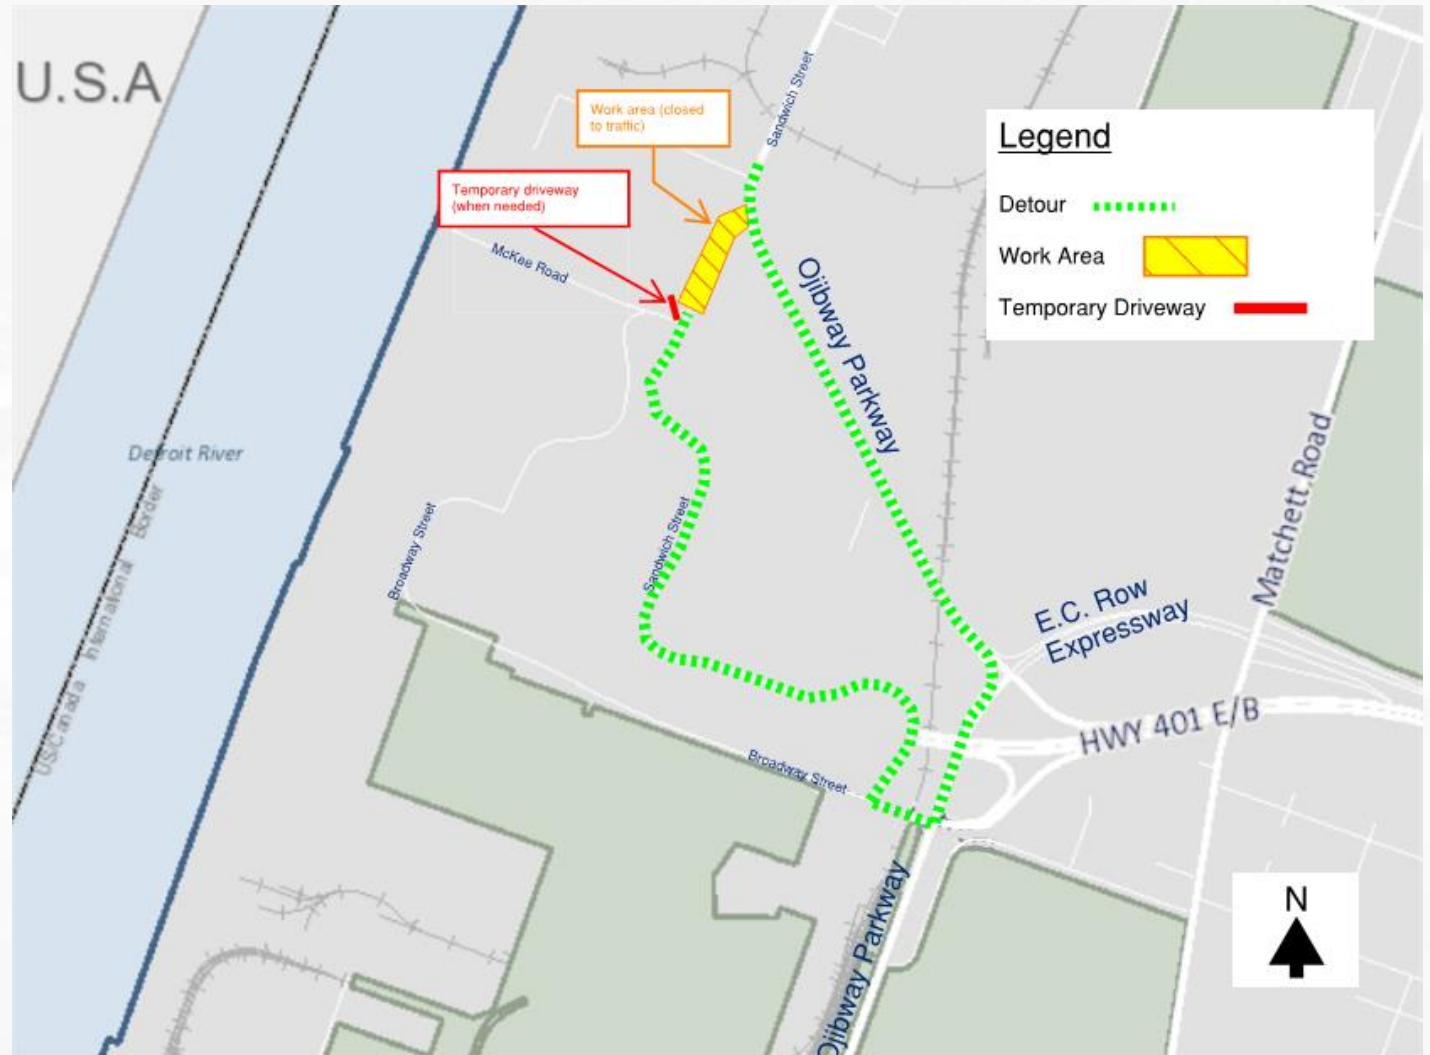 U.S.A
Work area (closed
to traffic)
Sandwich Street
Legend
Temporary driveway
(when needed)
Detour
McKee Road
Work Area
Ojibway Parkway
Temporary Driveway
Detroit River
US/Canada International Border
Broadway Street
Sandwich Street
Matchett Road
E.C. Row
Expressway
HWY 401 E/B
Broadway Street
Ojibway Parkway
N